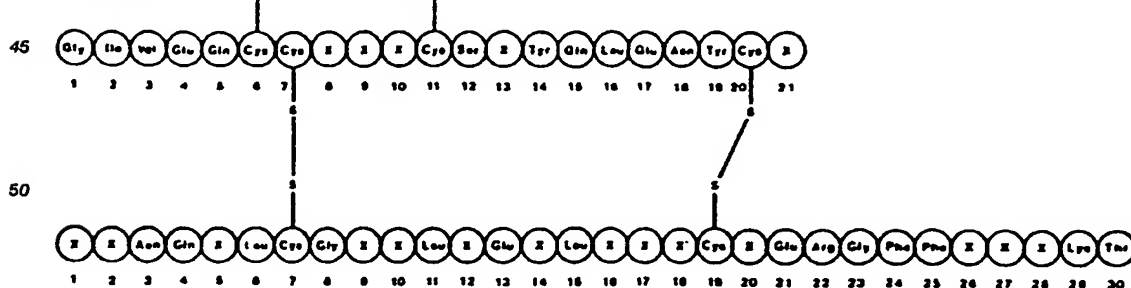 45 Gly Ile Val Glu Gln Cys Cys X X X Cys Ser X Tyr Gln Leu Glu Asn Tyr Cys X
1 2 3 4 5 6 7 8 9 10 11 12 13 14 15 16 17 18 19 20 21
S S
50 S S
X X Asn Gln X Leu Cys Gly X X Leu X Glu X Leu X X X' Cys X Glu Arg Gly Phe Phe X X X Lys Thr
1 2 3 4 5 6 7 8 9 10 11 12 13 14 15 16 17 18 19 20 21 22 23 24 25 26 27 28 29 30